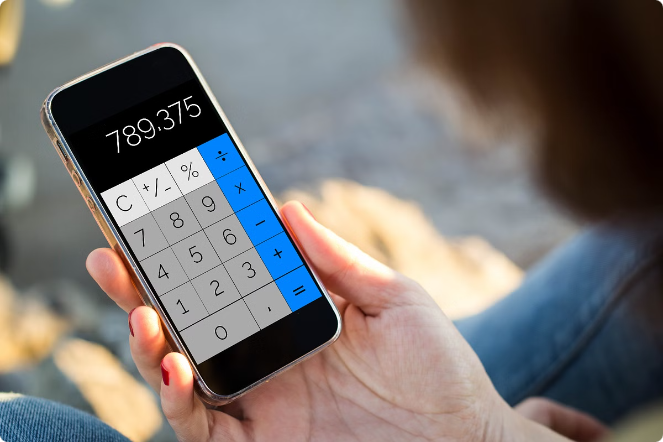 789.375
C +/- % ÷
7 8 9 x
4 5 6 −
1 2 3 +
0 . =